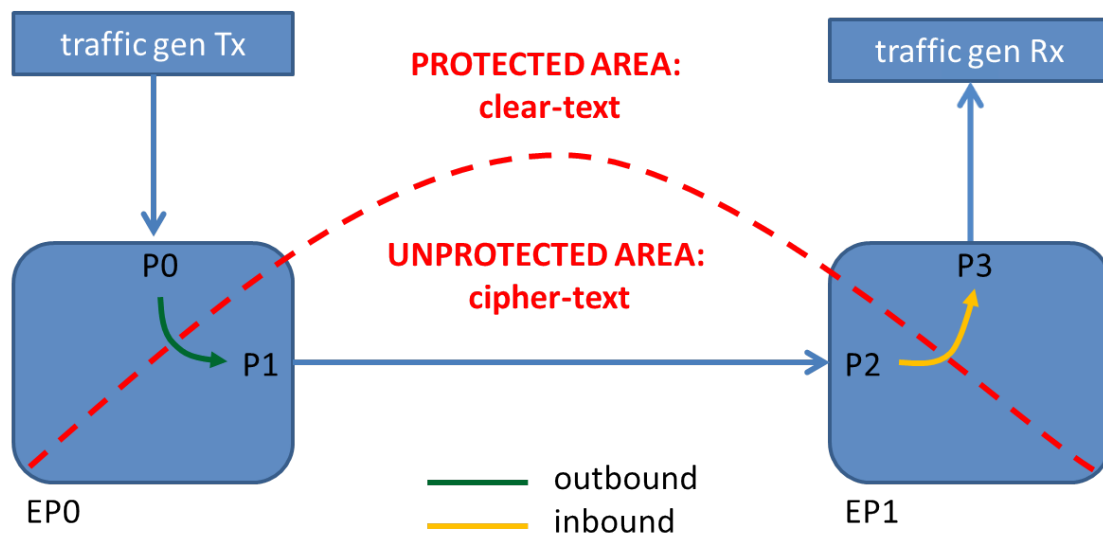 traffic gen Tx
PROTECTED AREA:
clear-text
traffic gen Rx
P0
UNPROTECTED AREA:
cipher-text
P3
P1
P2
outbound
EP0
EP1
inbound